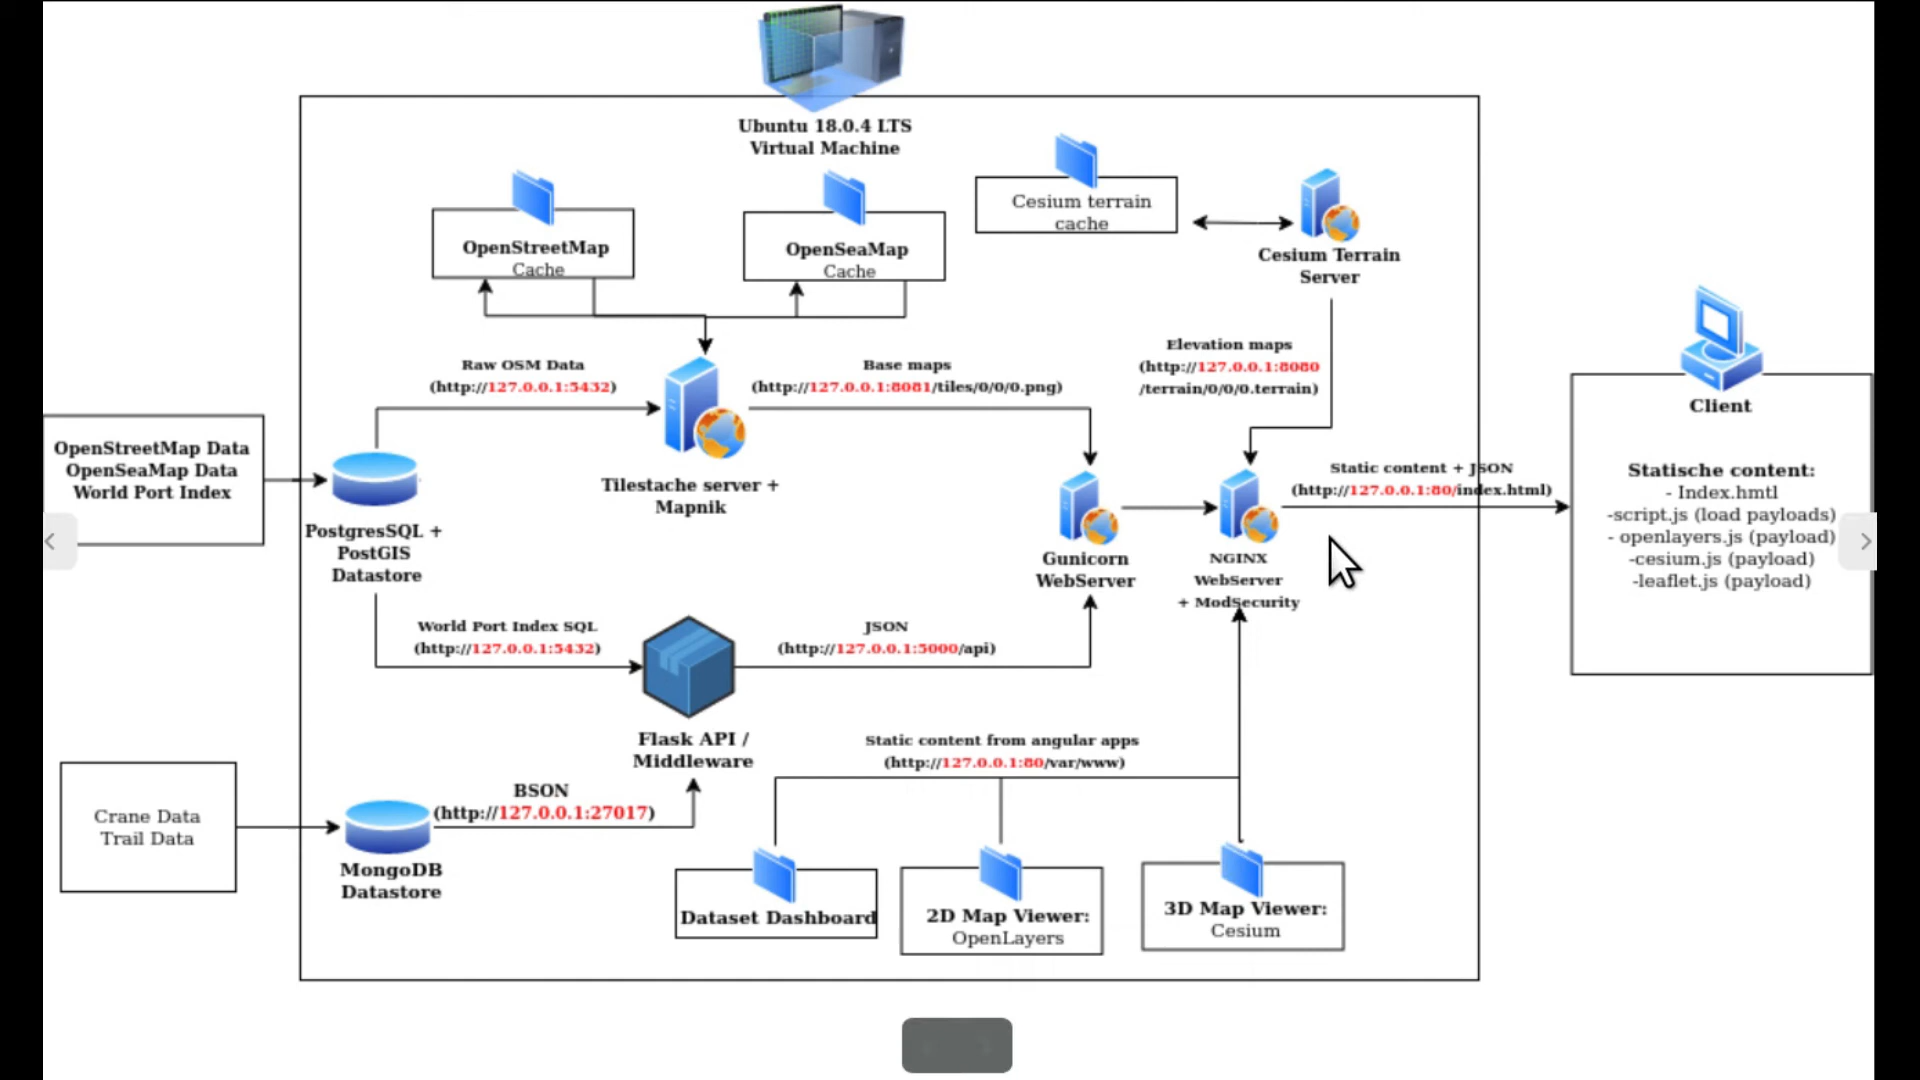 Ubuntu 18.0.4 LTS
Virtual Machine
OpenStreetMap
Cache
OpenSeaMap
Cache
Cesium terrain
cache
Cesium Terrain
Server
Raw OSM Data
(http://127.0.0.1:5432)
Base maps
(http://127.0.0.1:8081/tiles/0/0/0.png)
Elevation maps
(http://127.0.0.1:8080
/terrain/0/0/0.terrain)
OpenStreetMap Data
OpenSeaMap Data
World Port Index
PostgresSQL +
PostGIS
Datastore
Tilestache server +
Mapnik
Gunicorn
WebServer
NGINX
WebServer
+ ModSecurity
Static content + JSON
(http://127.0.0.1:80/index.html)
Client
Statische content:
- Index.hmtl
-script.js (load payloads)
- openlayers.js (payload)
-cesium.js (payload)
-leaflet.js (payload)
World Port Index SQL
(http://127.0.0.1:5432)
JSON
(http://127.0.0.1:5000/api)
Flask API /
Middleware
Static content from angular apps
(http://127.0.0.1:80/var/www)
Crane Data
Trail Data
BSON
(http://127.0.0.1:27017)
MongoDB
Datastore
Dataset Dashboard
2D Map Viewer:
OpenLayers
3D Map Viewer:
Cesium